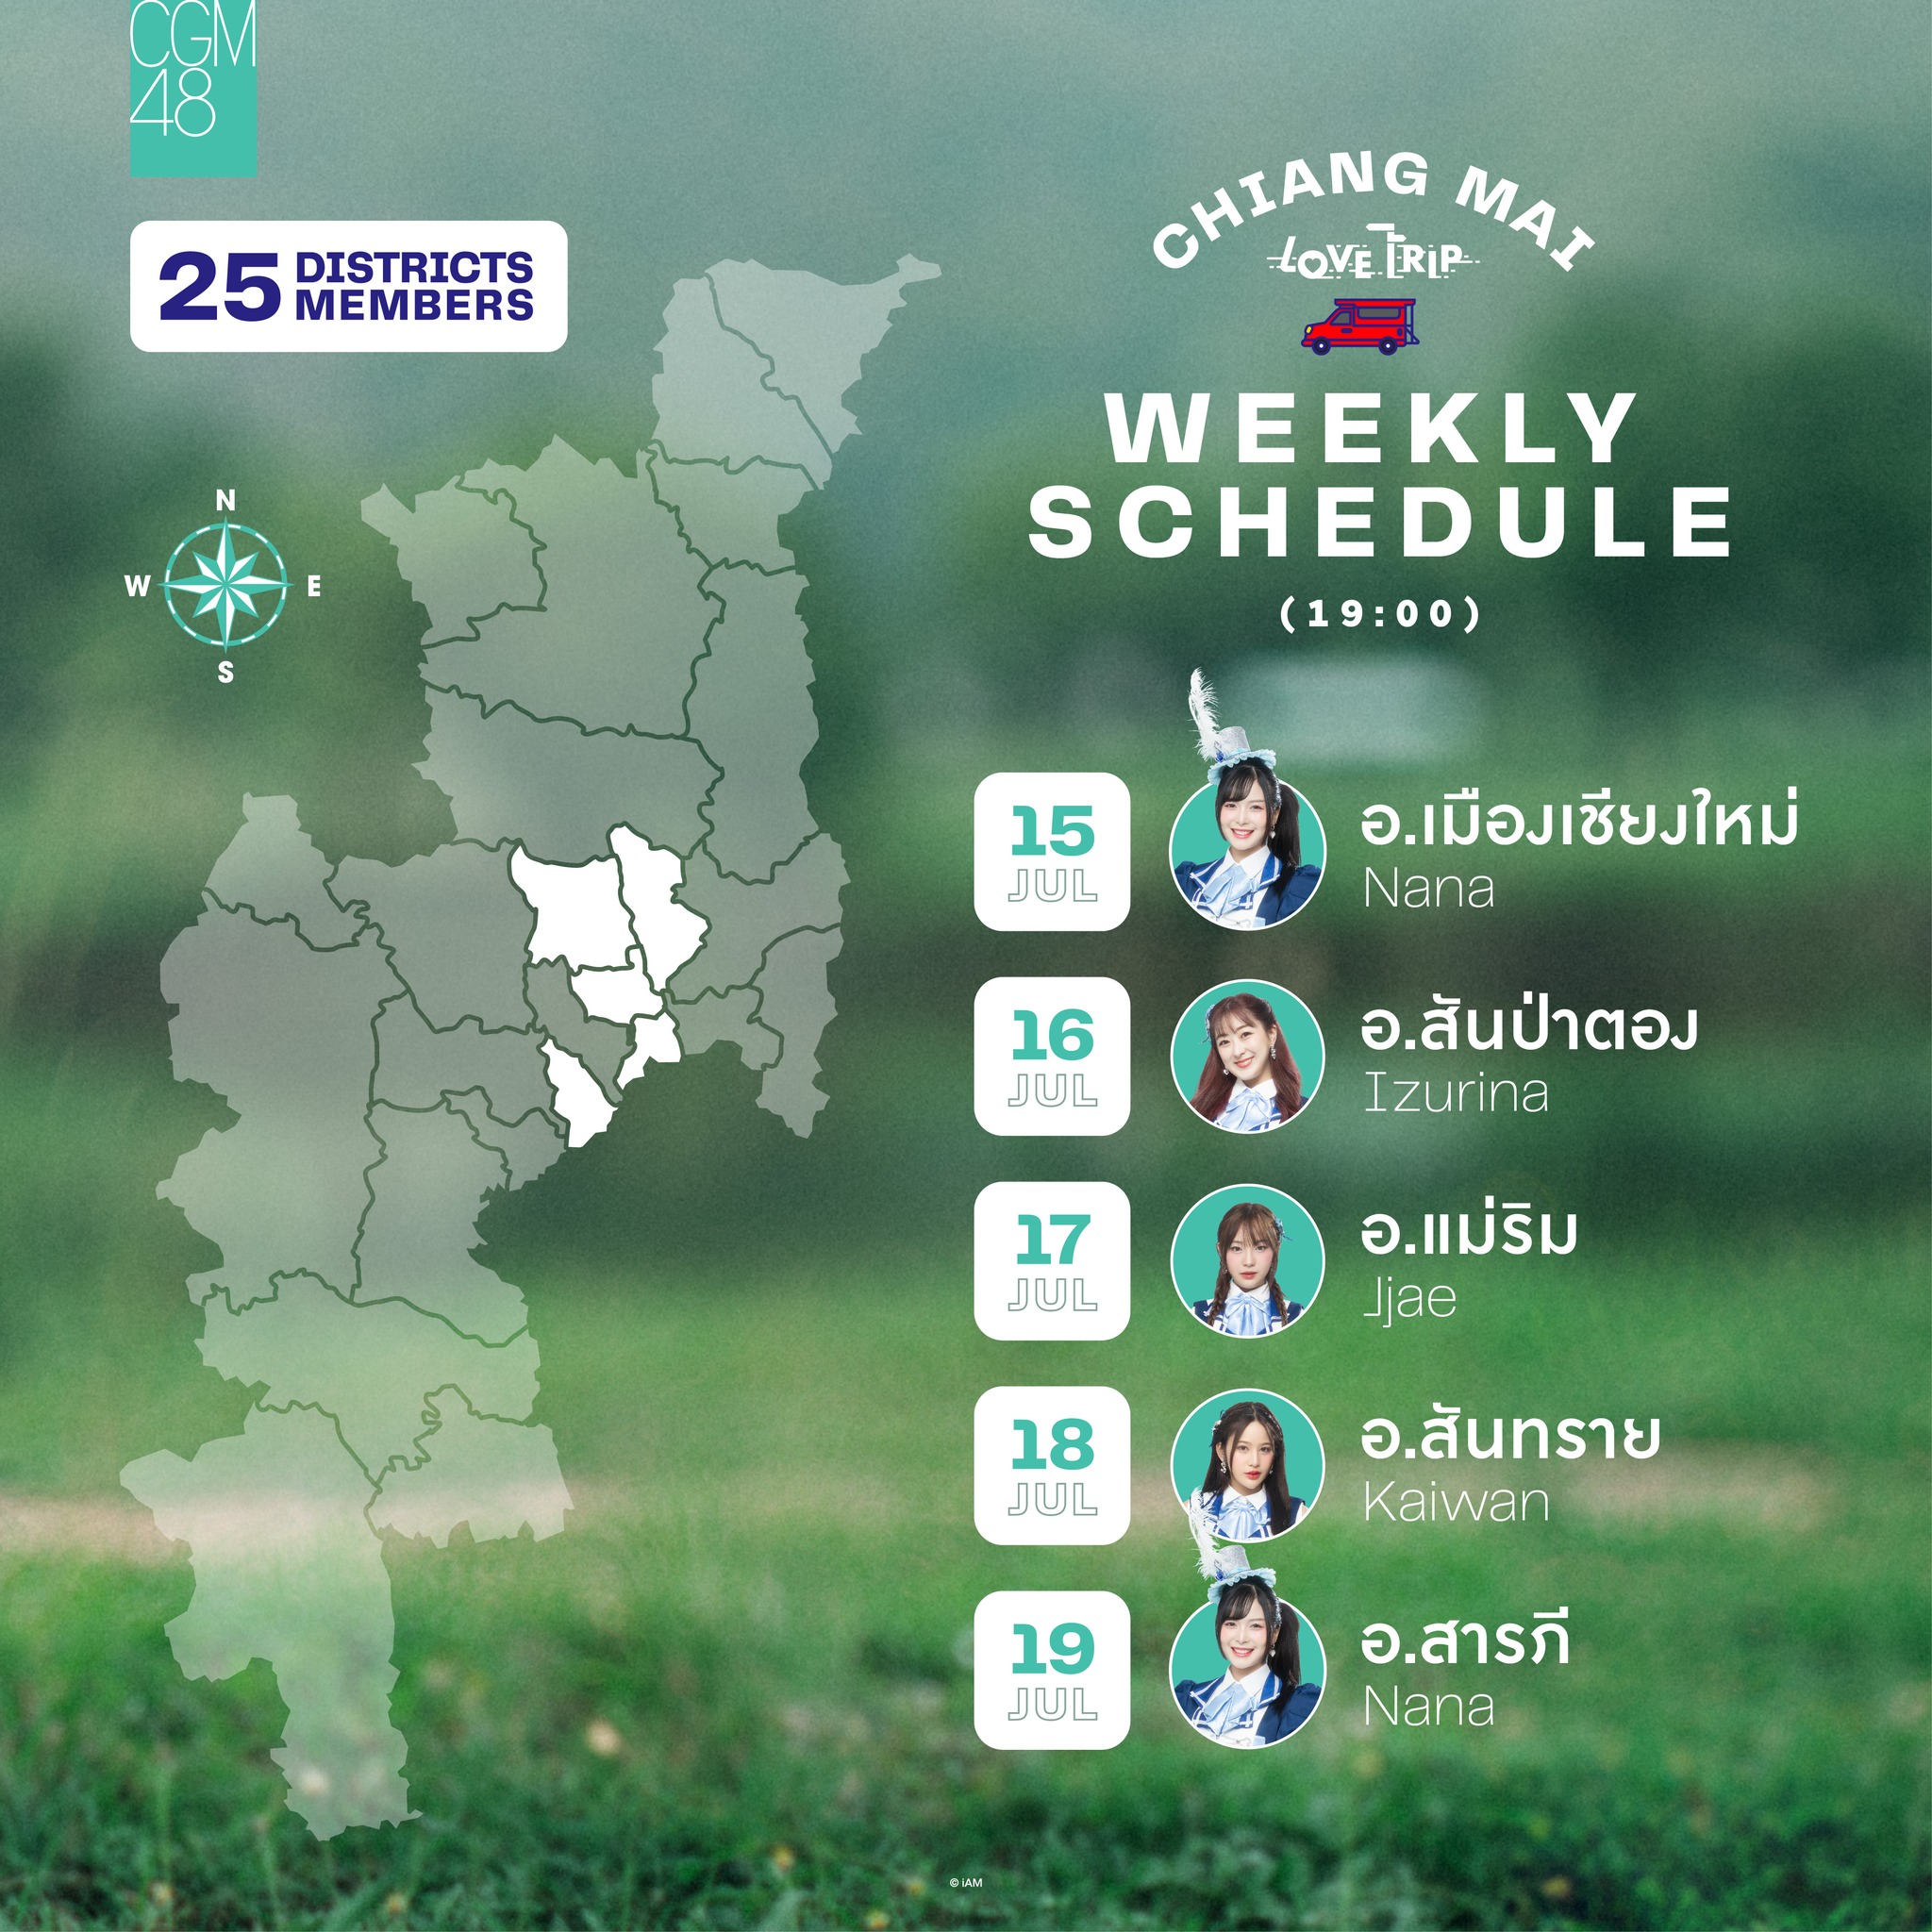 CGM
48
25 DISTRICTS
MEMBERS
N
W
E
S
CHIANG MAI
LOVE TRIP
WEEKLY
SCHEDULE
(19:00)
15
JUL
อ.เมืองเชียงใหม่
Nana
16
JUL
อ.สันป่าตอง
Izurina
17
JUL
อ.แม่ริม
Jjae
18
JUL
อ.สันทราย
Kaiwan
19
JUL
อ.สารภี
Nana
© iAM